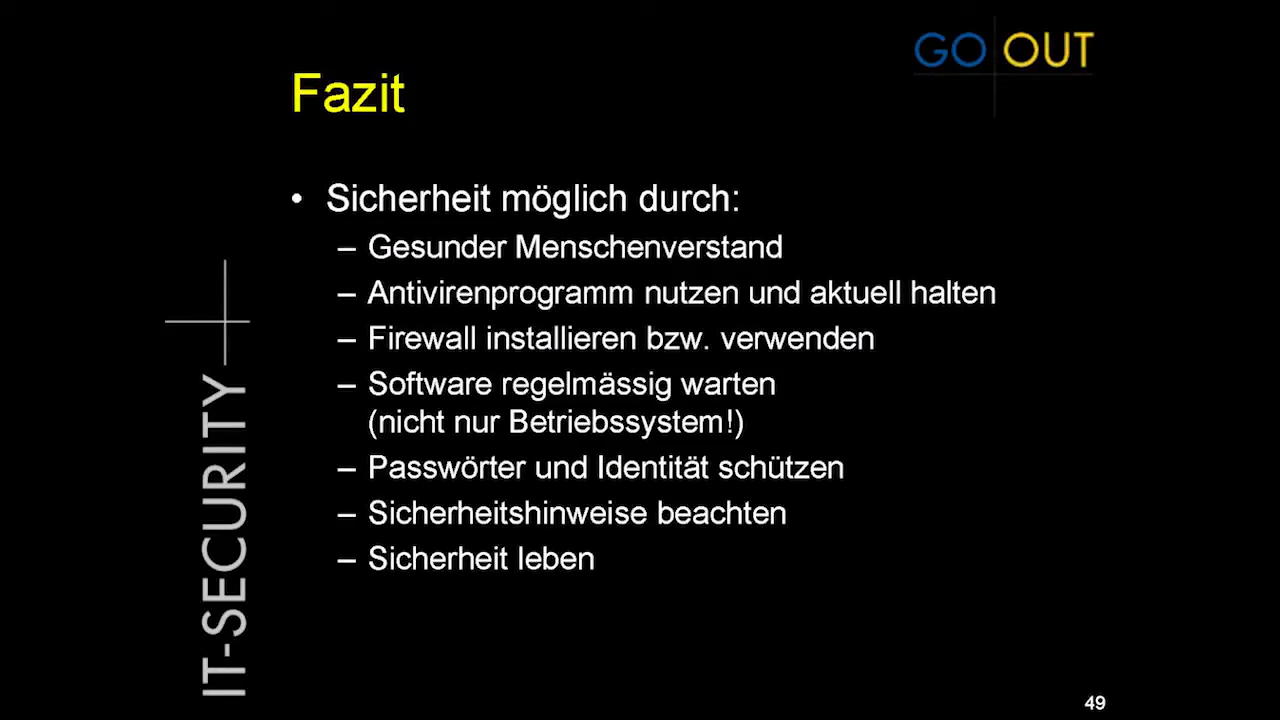 GO OUT
Fazit
• Sicherheit möglich durch:
– Gesunder Menschenverstand
– Antivirenprogramm nutzen und aktuell halten
– Firewall installieren bzw. verwenden
– Software regelmässig warten
(nicht nur Betriebssystem!)
– Passwörter und Identität schützen
– Sicherheitshinweise beachten
– Sicherheit leben
IT-SECURITY
49